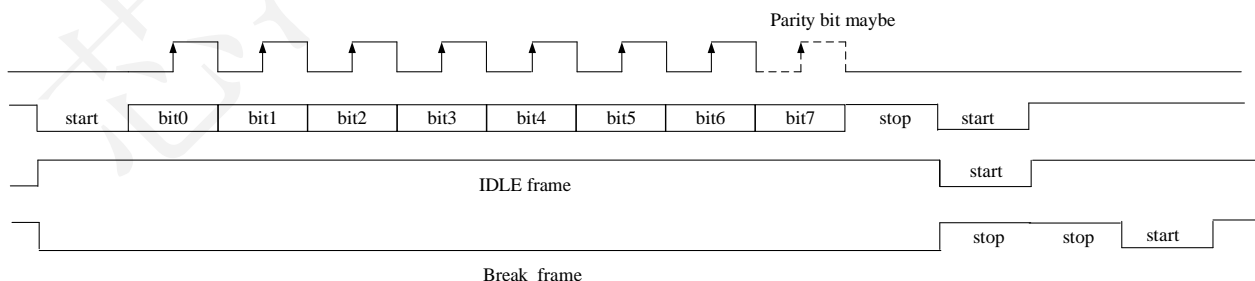 Parity bit maybe
start bit0 bit1 bit2 bit3 bit4 bit5 bit6 bit7 stop start
IDLE frame
start
stop stop start
Break frame